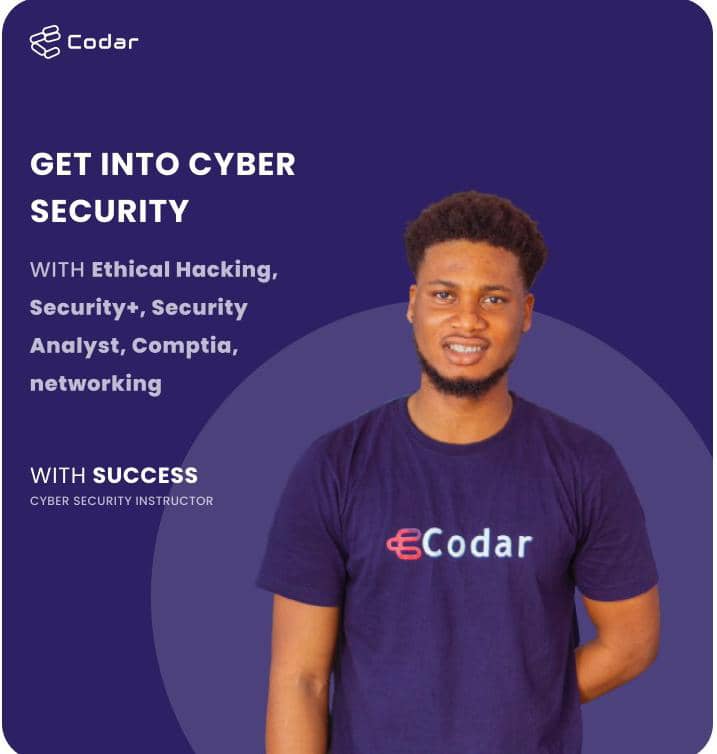 Codar
GET INTO CYBER
SECURITY
WITH Ethical Hacking,
Security+, Security
Analyst, Comptia,
networking
WITH SUCCESS
CYBER SECURITY INSTRUCTOR
Codar